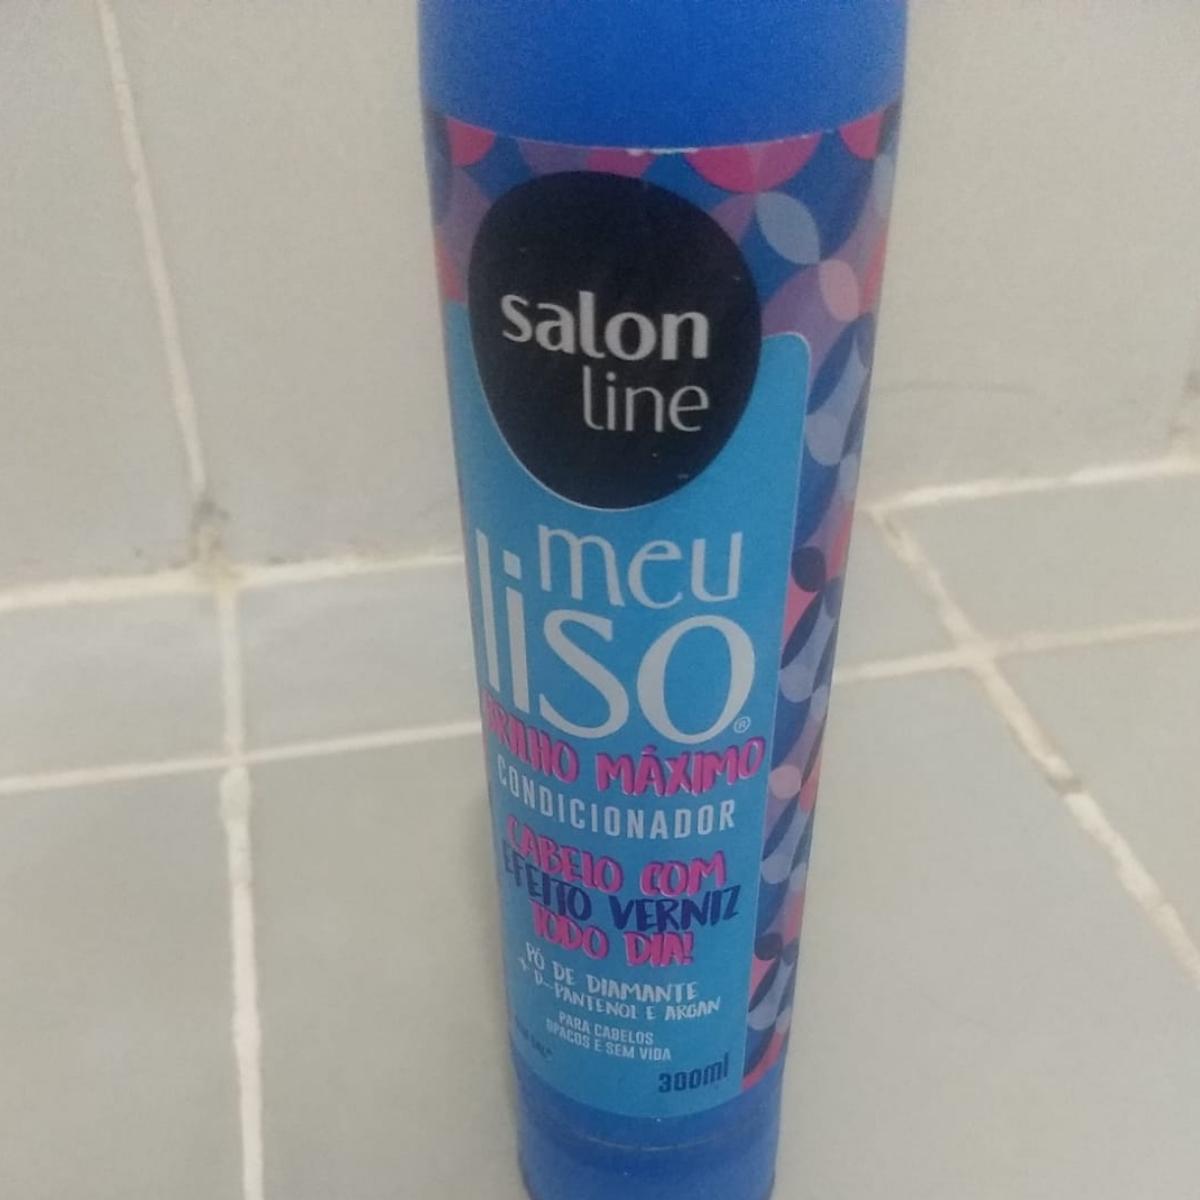 salon
line
meu
liso®
BRILHO MÁXIMO
CONDICIONADOR
CABELO COM
EFEITO VERNIZ
TODO DIA!
PÓ DE DIAMANTE
+ D-PANTENOL E ARGAN
PARA CABELOS
OPACOS E SEM VIDA
300ml